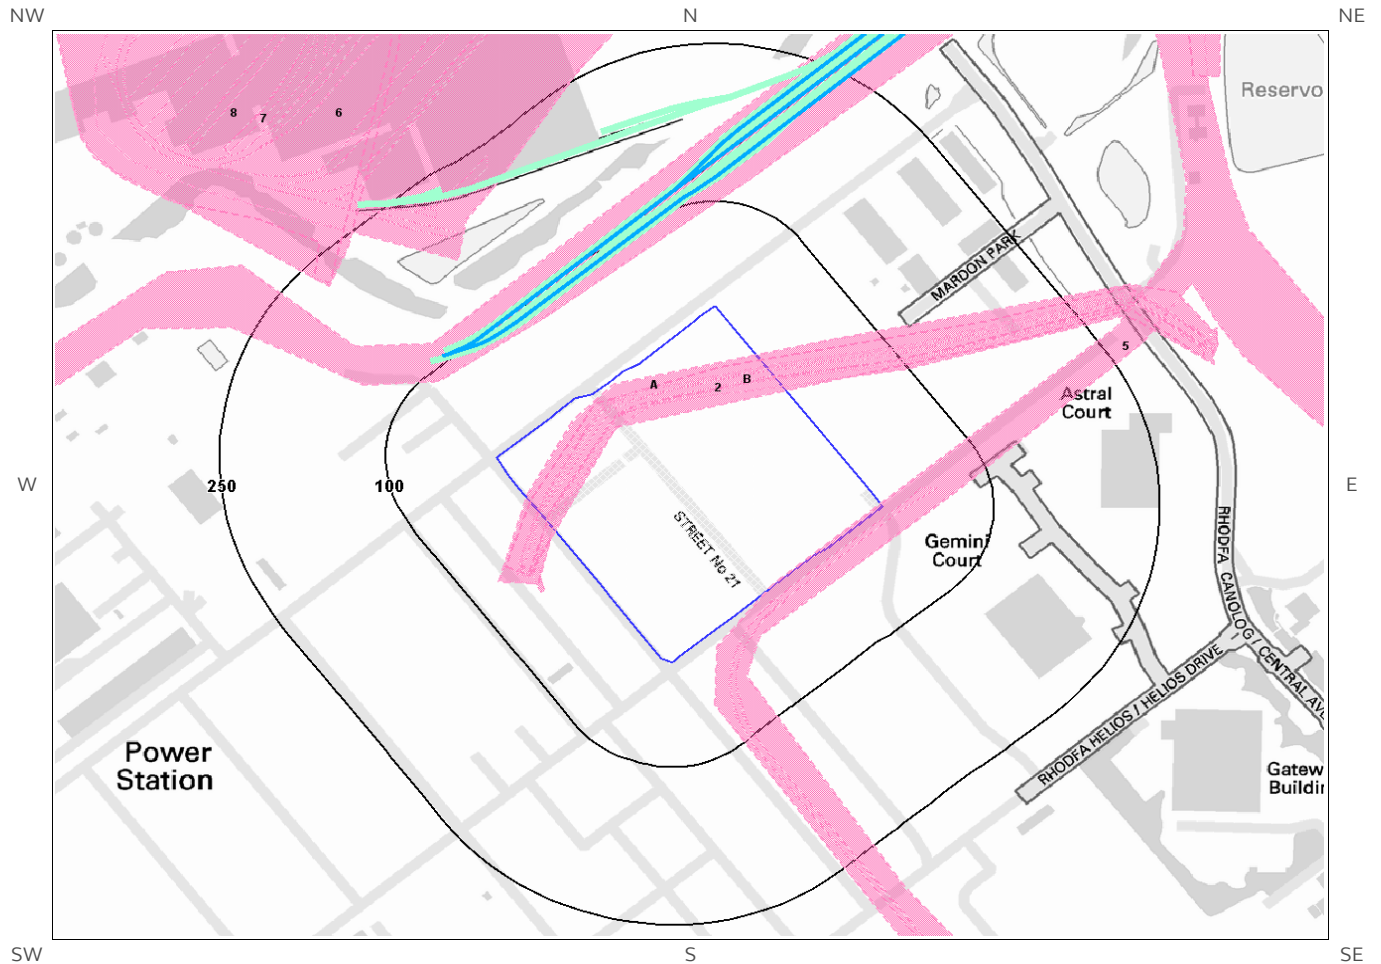 NW
N
NE
Reservo
8
7
6
MARDON PARK
5
A
2
B
Astral
Court
W
250
100
E
STREET No 21
Gemini
Court
RHODFA CANOLOG / CENTRAL AVE
RHODFA HELIOS / HELIOS DRIVE
Power
Station
Gatew
Buildin
SW
S
SE